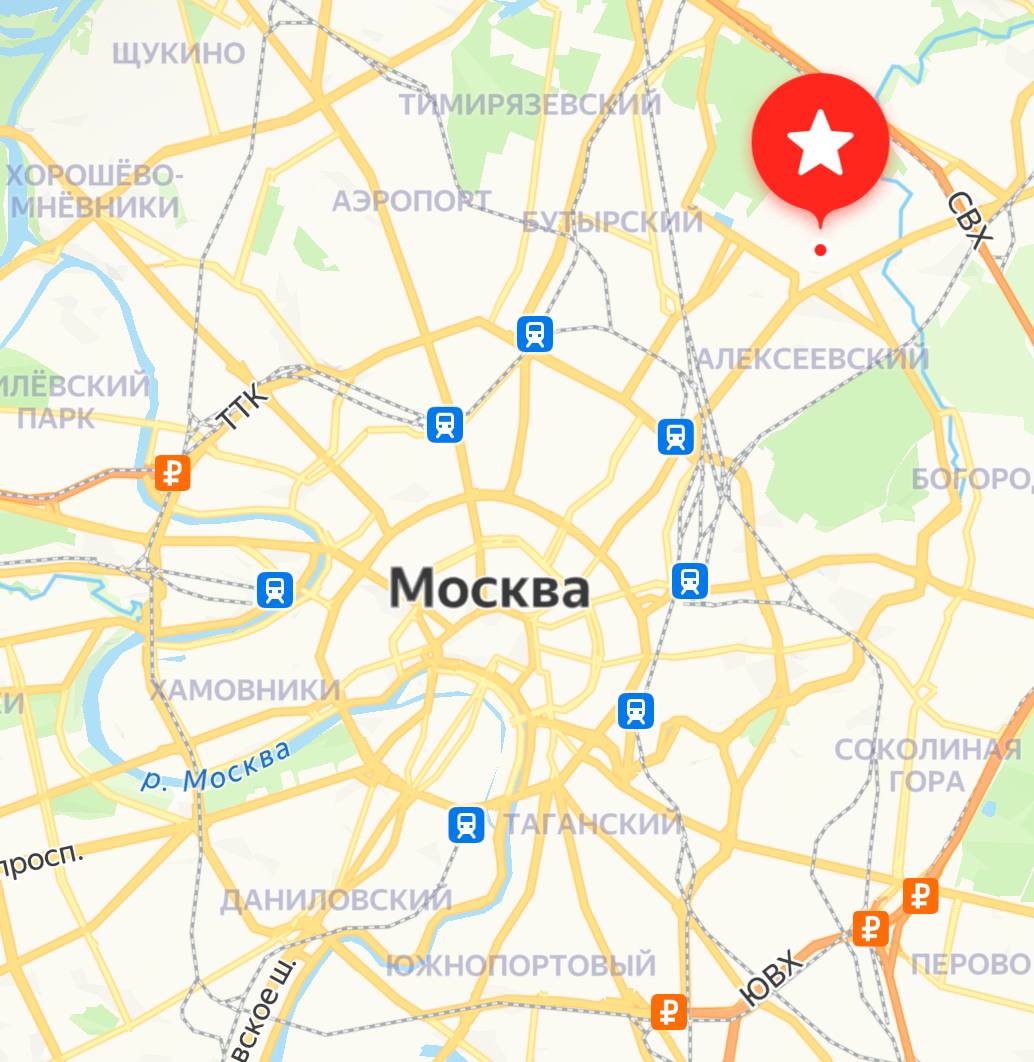 ЩУКИНО
ТИМИРЯЗЕВСКИЙ
ХОРОШЁВО-
МНЁВНИКИ
АЭРОПОРТ
БУТЫРСКИЙ
СВХ
АЛЕКСЕЕВСКИЙ
ИЛЁВСКИЙ
ПАРК
ТТК
БОГОРОД
Москва
ХАМОВНИКИ
р. Москва
СОКОЛИНАЯ
ГОРА
ТАГАНСКИЙ
просп.
ДАНИЛОВСКИЙ
ЮЖНОПОРТОВЫЙ
ЮВХ
ПЕРОВО
вское ш.